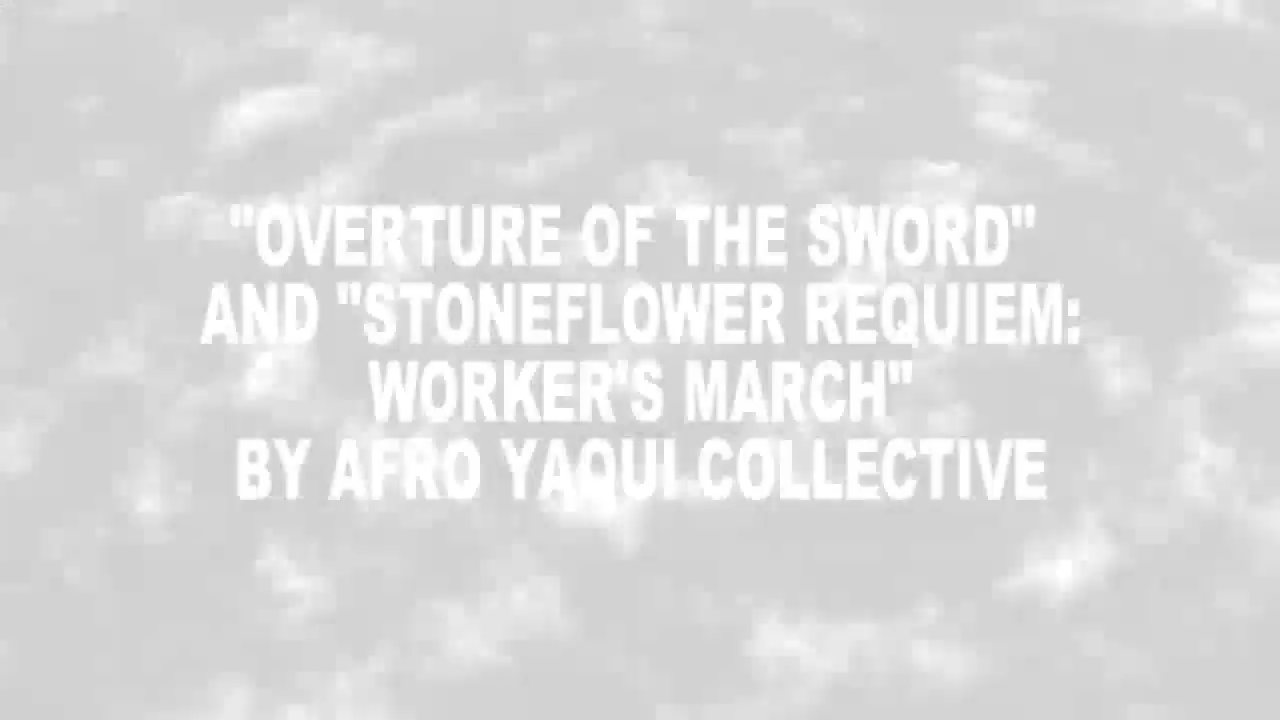 "OVERTURE OF THE SWORD"
AND "STONEFLOWER REQUIEM:
WORKER'S MARCH"
BY AFRO YAQUI COLLECTIVE